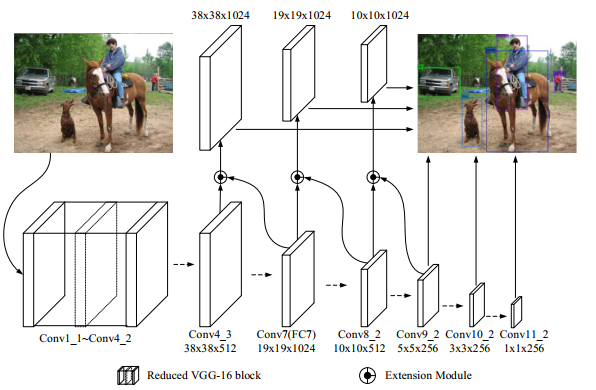 38x38x1024 19x19x1024 10x10x1024
Conv1_1~Conv4_2 Conv4_3 Conv7(FC7) Conv8_2 Conv9_2 Conv10_2 Conv11_2
38x38x512 19x19x1024 10x10x512 5x5x256 3x3x256 1x1x256
Reduced VGG-16 block Extension Module